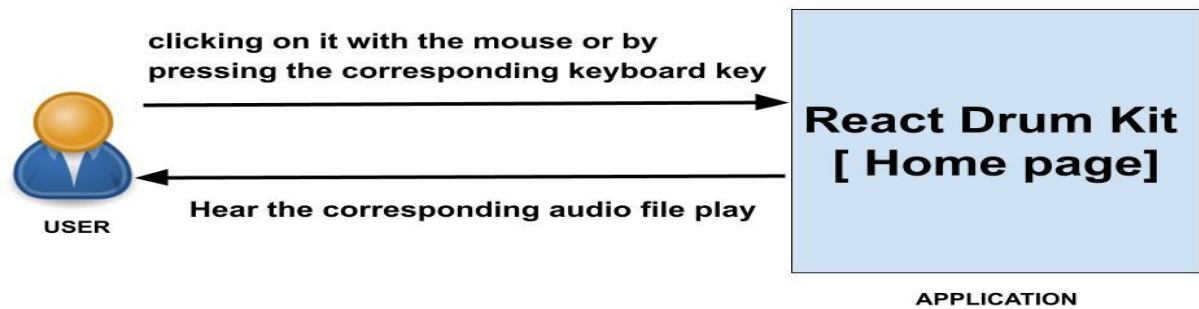 clicking on it with the mouse or by
pressing the corresponding keyboard key
React Drum Kit
[ Home page]
Hear the corresponding audio file play
USER
APPLICATION